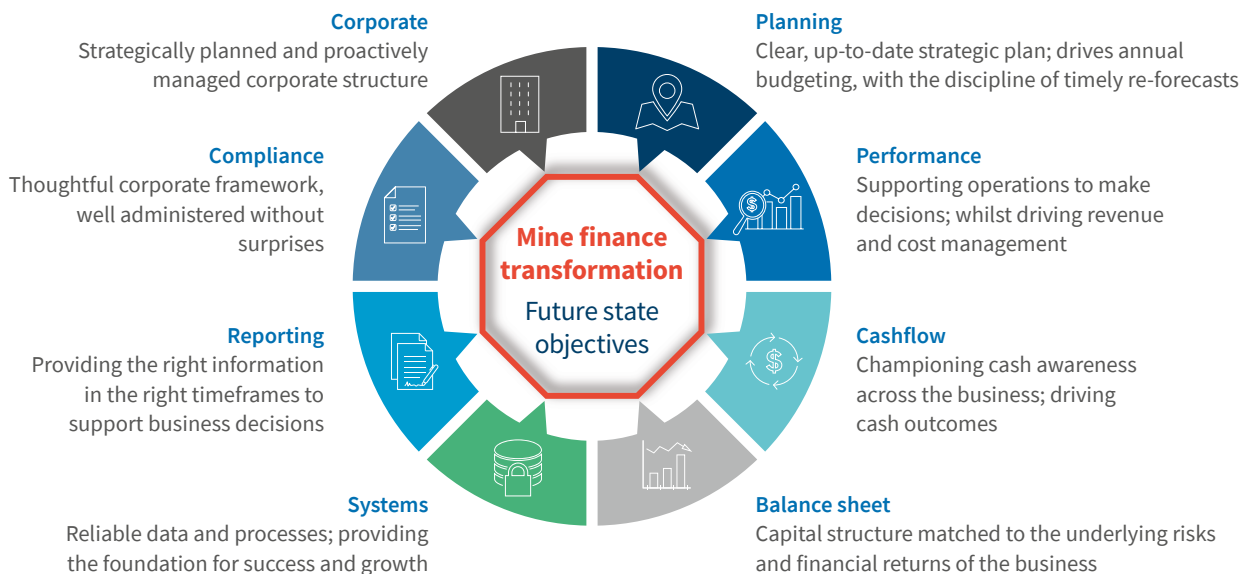 Corporate
Strategically planned and proactively
managed corporate structure
Planning
Clear, up-to-date strategic plan; drives annual
budgeting, with the discipline of timely re-forecasts
Compliance
Thoughtful corporate framework,
well administered without
surprises
Performance
Supporting operations to make
decisions; whilst driving revenue
and cost management
Mine finance
transformation
Future state
objectives
Reporting
Providing the right information
in the right timeframes to
support business decisions
Cashflow
Championing cash awareness
across the business; driving
cash outcomes
$
$
Systems
Reliable data and processes; providing
the foundation for success and growth
Balance sheet
Capital structure matched to the underlying risks
and financial returns of the business